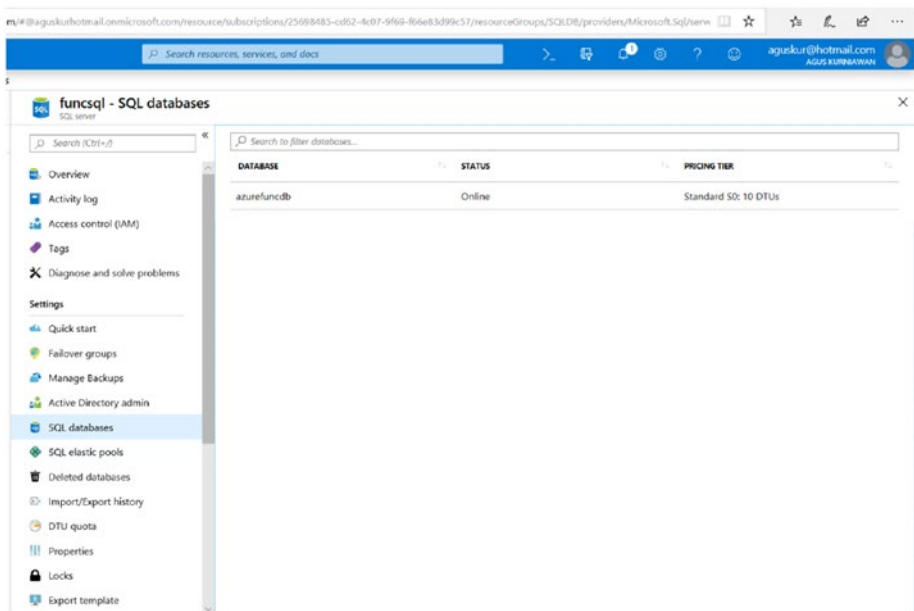 m/#@aguskurhotmail.onmicrosoft.com/resource/subscriptions/25698485-cd62-4c07-9f69-f66e83d99c57/resourceGroups/SQLDB/providers/Microsoft.Sql/serv
Search resources, services, and docs
aguskur@hotmail.com
AGUS KURNIAWAN
funcsql - SQL databases
SQL server
Search (Ctrl+/)
Search to filter databases...
DATABASE STATUS PRICING TIER
azurefuncdb Online Standard S0: 10 DTUs
Overview
Activity log
Access control (IAM)
Tags
Diagnose and solve problems
Settings
Quick start
Failover groups
Manage Backups
Active Directory admin
SQL databases
SQL elastic pools
Deleted databases
Import/Export history
DTU quota
Properties
Locks
Export template